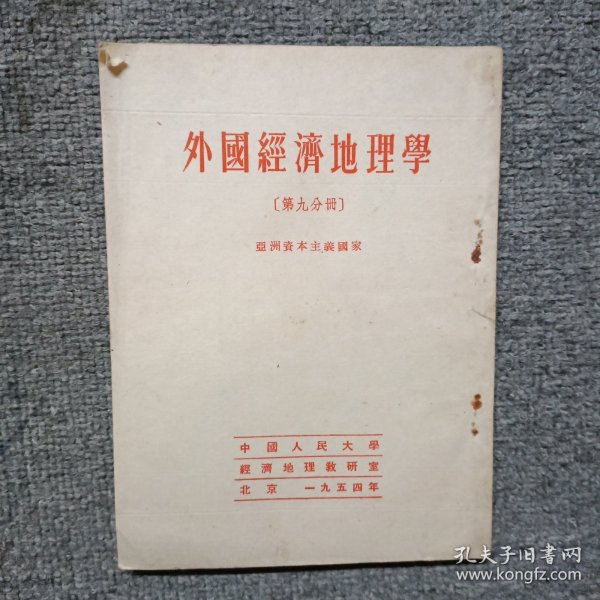 外國經濟地理學
〔第九分冊〕
亞洲資本主義國家
中國人民大學
經濟地理教研室
北京 一九五四年
孔夫子旧書网
www.kongfz.com